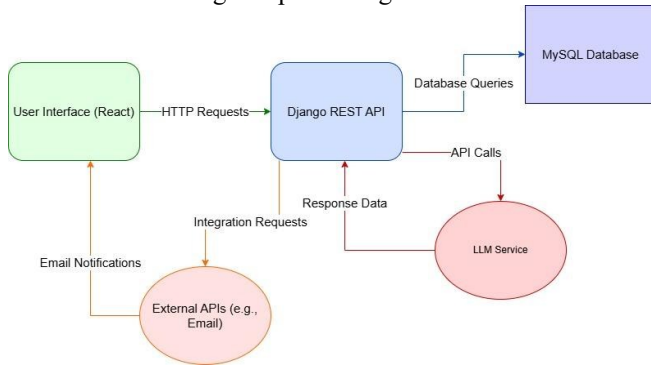 MySQL Database
User Interface (React)
HTTP Requests
Django REST API
Database Queries
API Calls
Response Data
Integration Requests
LLM Service
Email Notifications
External APIs (e.g.,
Email)